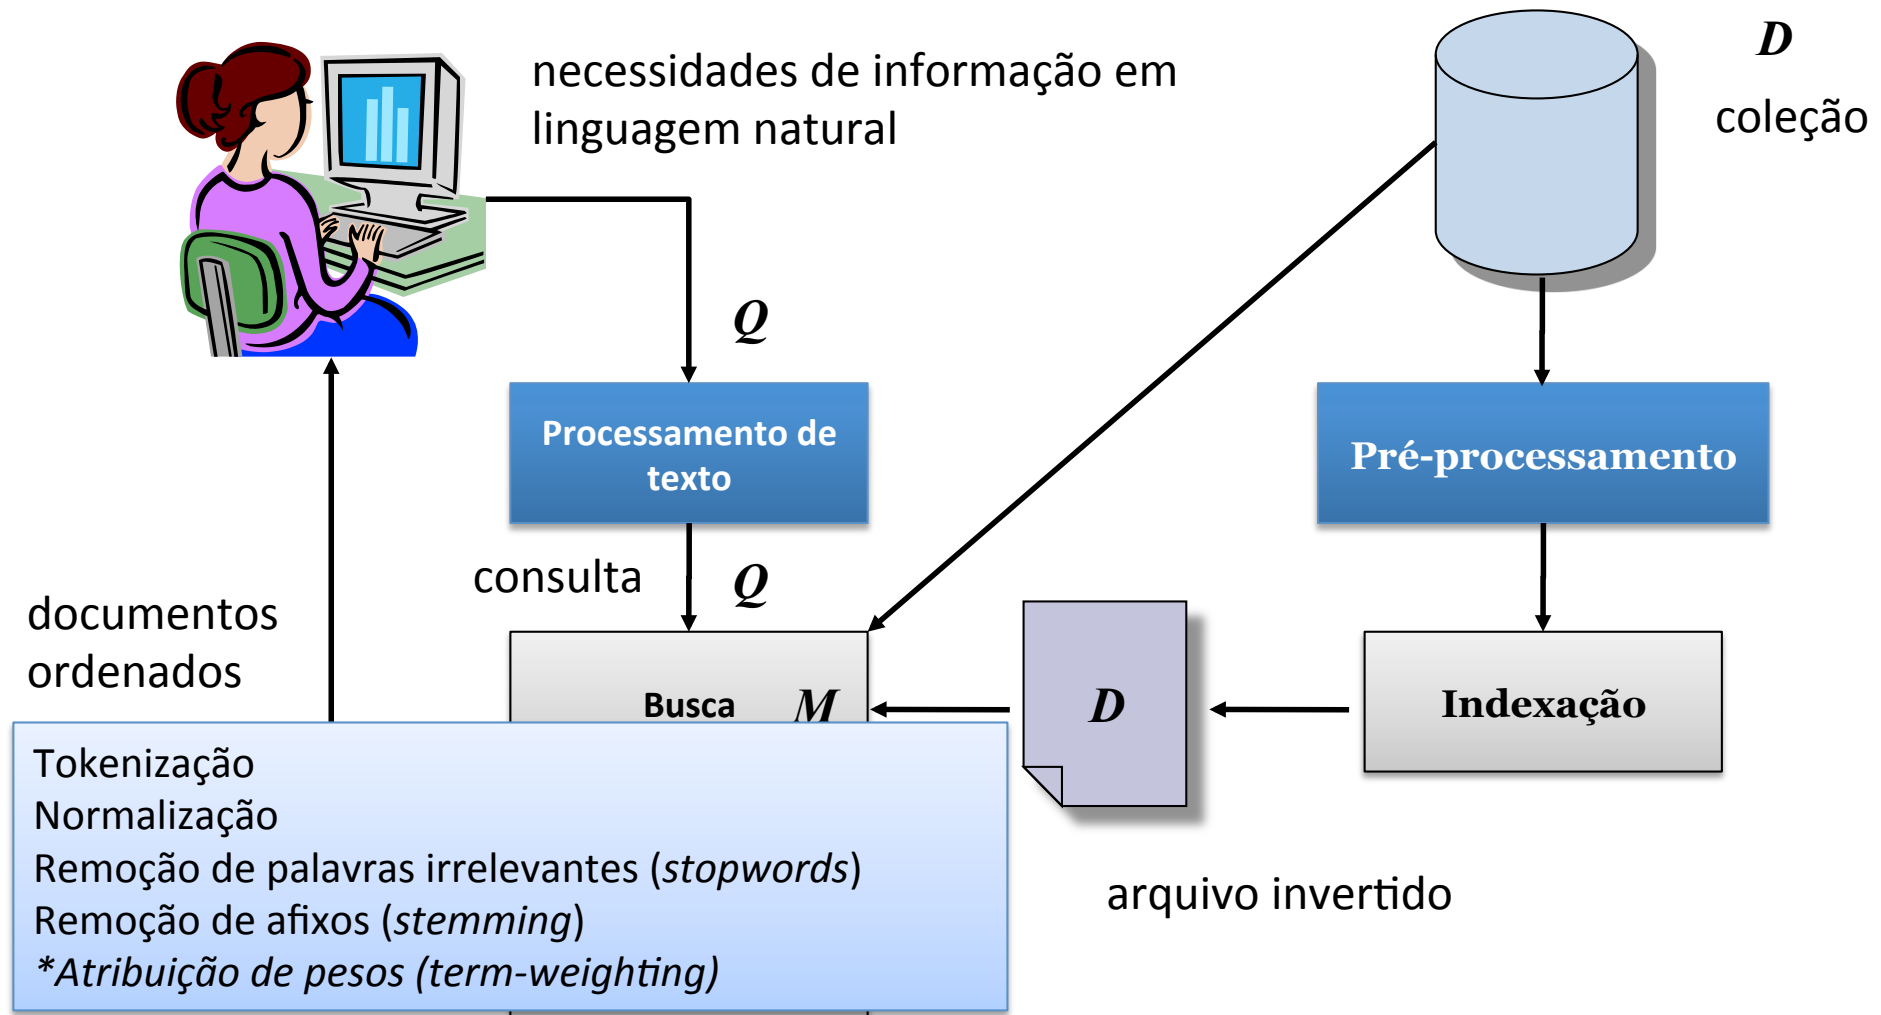 necessidades de informação em
linguagem natural
D
coleção
Q
Processamento de
texto
Pré-processamento
consulta
Q
documentos
ordenados
Busca
M
D
Indexação
Tokenização
Normalização
Remoção de palavras irrelevantes (stopwords)
Remoção de afixos (stemming)
*Atribuição de pesos (term-weighting)
arquivo invertido